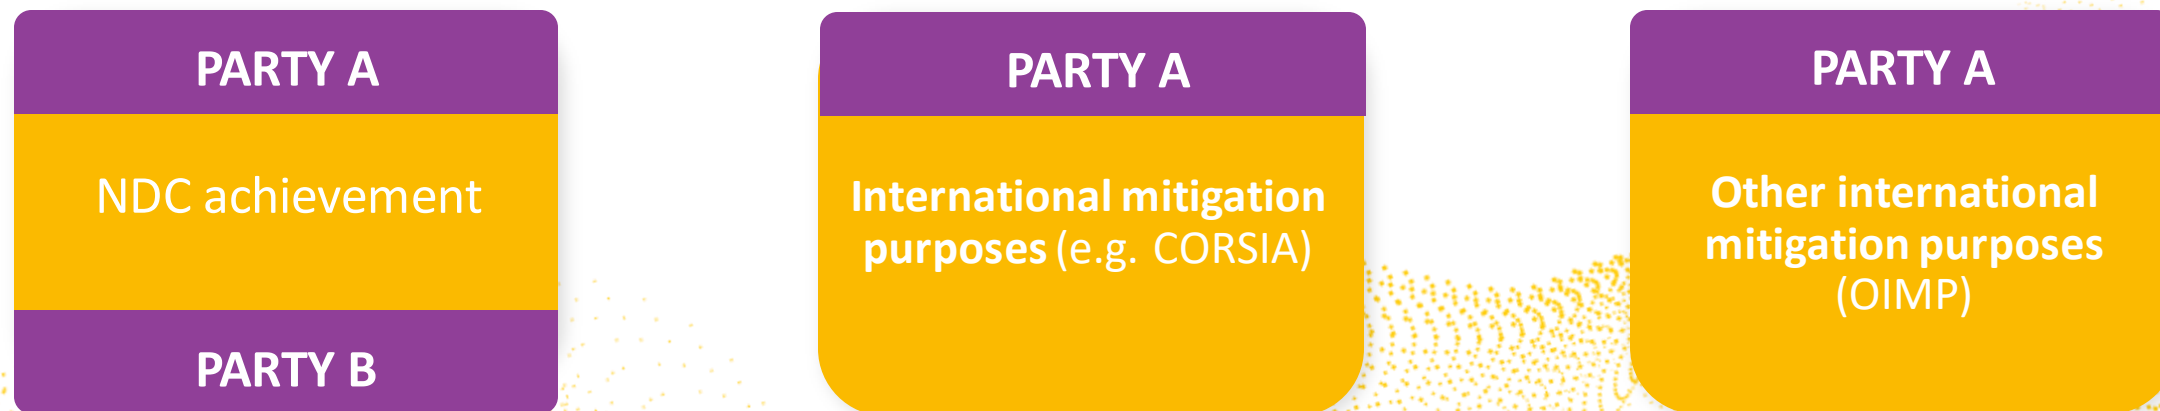 PARTY A
NDC achievement
PARTY B
PARTY A
International mitigation
purposes (e.g. CORSIA)
PARTY A
Other international
mitigation purposes
(OIMP)